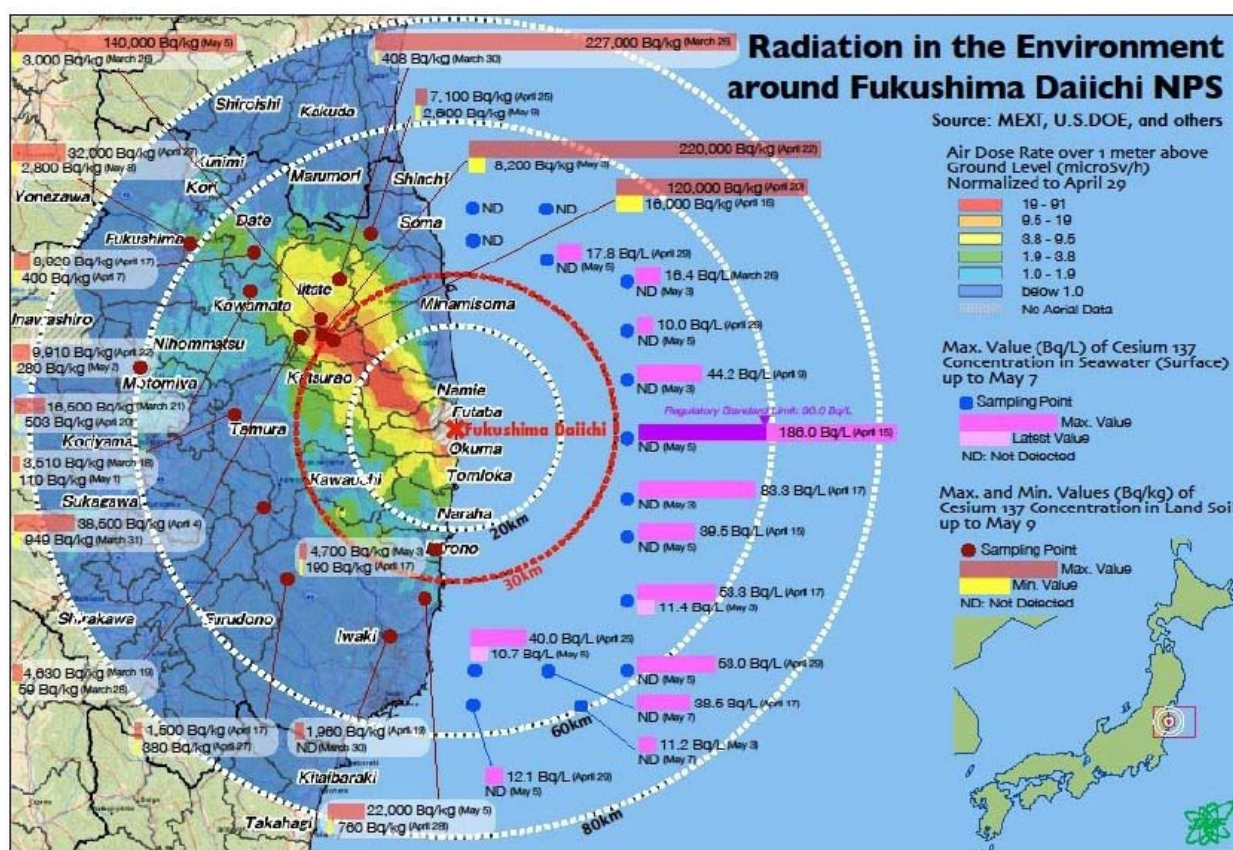 Radiation in the Environment
around Fukushima Daiichi NPS
Source: MEXT, U.S.DOE, and others
Air Dose Rate over 1 meter above
Ground Level (microSv/h)
Normalized to April 29
19 - 91
9.5 - 19
3.8 - 9.5
1.9 - 3.8
1.0 - 1.9
below 1.0
No Aerial Data
Max. Value (Bq/L) of Cesium 137
Concentration in Seawater (Surface)
up to May 7
Sampling Point
Max. Value
Latest Value
ND: Not Detected
Max. and Min. Values (Bq/kg) of
Cesium 137 Concentration in Land Soil
up to May 9
Sampling Point
Max. Value
Min. Value
ND: Not Detected
140,000 Bq/kg (May 5)
3,000 Bq/kg (March 26)
227,000 Bq/kg (March 26)
408 Bq/kg (March 30)
7,100 Bq/kg (April 25)
2,600 Bq/kg (May 9)
32,000 Bq/kg (April 27)
2,800 Bq/kg (May 8)
220,000 Bq/kg (April 22)
8,200 Bq/kg (May 3)
120,000 Bq/kg (April 20)
16,000 Bq/kg (April 16)
Bq/kg (April 17)
400 Bq/kg (April 7)
9,910 Bq/kg (April 22)
280 Bq/kg
16,500 Bq/kg (March 21)
503 Bq/kg (April 20)
3,510 Bq/kg (March 18)
110 Bq/kg (May 1)
38,500 Bq/kg (April 4)
949 Bq/kg (March 31)
4,700 Bq/kg (May 3
190 Bq/kg (April 17)
4,630 Bq/kg (March 19)
59 Bq/kg (March 28)
1,500 Bq/kg (April 17)
380 Bq/kg (April 27)
1,960 Bq/kg
ND (March 30)
22,000 Bq/kg (May 5)
760 Bq/kg (April 28)
Shiroishi
Kakuda
Kunimi
Marumori
Shinchi
Kori
Yonezawa
Date
Soma
Fukushima
Iitate
Kawamata
Minamisoma
Inawashiro
Nihommatsu
Motomiya
Katsurao
Namie
Futaba
Fukushima Daiichi
Tamura
Koriyama
Okuma
Kawauchi
Tomioka
Sukagawa
Naraha
Hirono
Shirakawa
Furudono
Iwaki
Kitaibaraki
Takahagi
20km
30km
60km
80km
ND
ND
ND
17.8 Bq/L (April 29)
ND (May 5)
16.4 Bq/L (March 26)
ND (May 3)
10.0 Bq/L (April 29)
ND (May 5)
44.2 Bq/L (April 9)
ND (May 3)
Regulatory Standard Limit: 90.0 Bq/L
186.0 Bq/L (April 15)
ND (May 5)
83.3 Bq/L (April 17)
ND (May 3)
39.5 Bq/L (April 15)
ND (May 5)
53.3 Bq/L (April 17)
11.4 Bq/L (May 3)
40.0 Bq/L (April 25)
10.7 Bq/L (May 5)
53.0 Bq/L (April 29)
ND (May 5)
38.5 Bq/L (April 17)
ND (May 7)
11.2 Bq/L (May 3)
ND (May 7)
12.1 Bq/L (April 29)
ND (May 5)